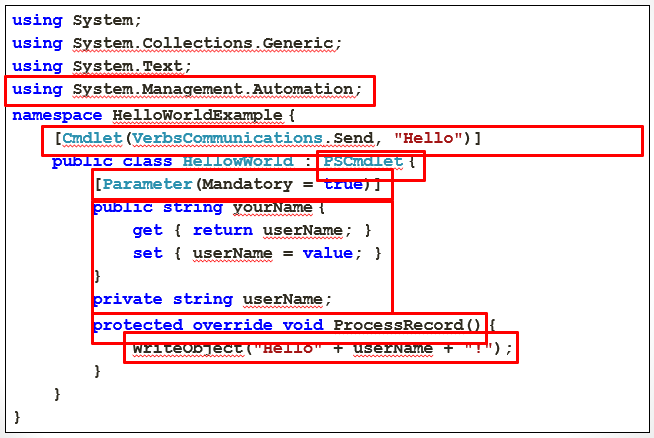 using System;
using System.Collections.Generic;
using System.Text;
using System.Management.Automation;
namespace HelloWorldExample {
[Cmdlet(VerbsCommunications.Send, "Hello")]
public class HellowWorld : PSCmdlet {
[Parameter(Mandatory = true)]
public string yourName {
get { return userName; }
set { userName = value; }
}
private string userName;
protected override void ProcessRecord() {
WriteObject("Hello" + userName + "!");
}
}
}